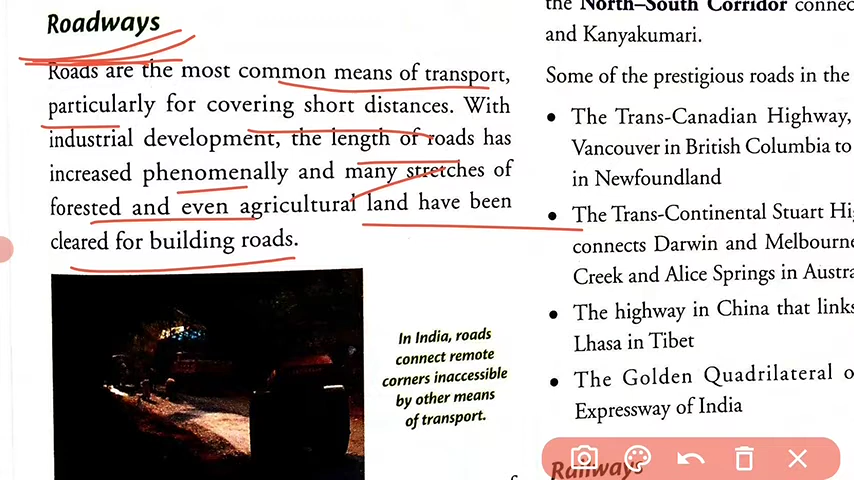 Roadways
Roads are the most common means of transport,
particularly for covering short distances. With
industrial development, the length of roads has
increased phenomenally and many stretches of
forested and even agricultural land have been
cleared for building roads.
In India, roads
connect remote
corners inaccessible
by other means
of transport.
the North–South Corridor connec
and Kanyakumari.
Some of the prestigious roads in the
• The Trans-Canadian Highway,
Vancouver in British Columbia to
in Newfoundland
• The Trans-Continental Stuart Hi
connects Darwin and Melbourne
Creek and Alice Springs in Austra
• The highway in China that links
Lhasa in Tibet
• The Golden Quadrilateral o
Expressway of India
Railways